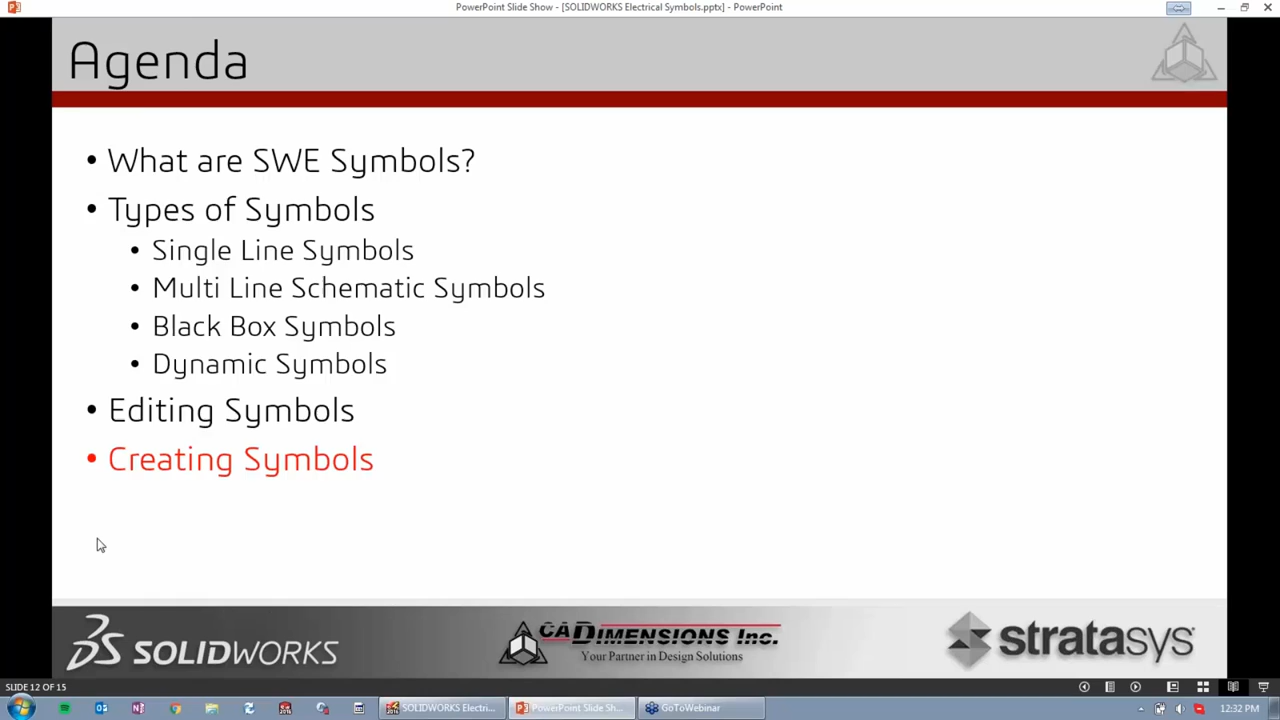 PowerPoint Slide Show - [SOLIDWORKS Electrical Symbols.pptx] - PowerPoint
Agenda
• What are SWE Symbols?
• Types of Symbols
• Single Line Symbols
• Multi Line Schematic Symbols
• Black Box Symbols
• Dynamic Symbols
• Editing Symbols
• Creating Symbols
SOLIDWORKS
CADIMENSIONS Inc.
Your Partner in Design Solutions
stratasys
SLIDE 12 OF 15
SOLIDWORKS Electri...
PowerPoint Slide Sh...
GoToWebinar
12:32 PM